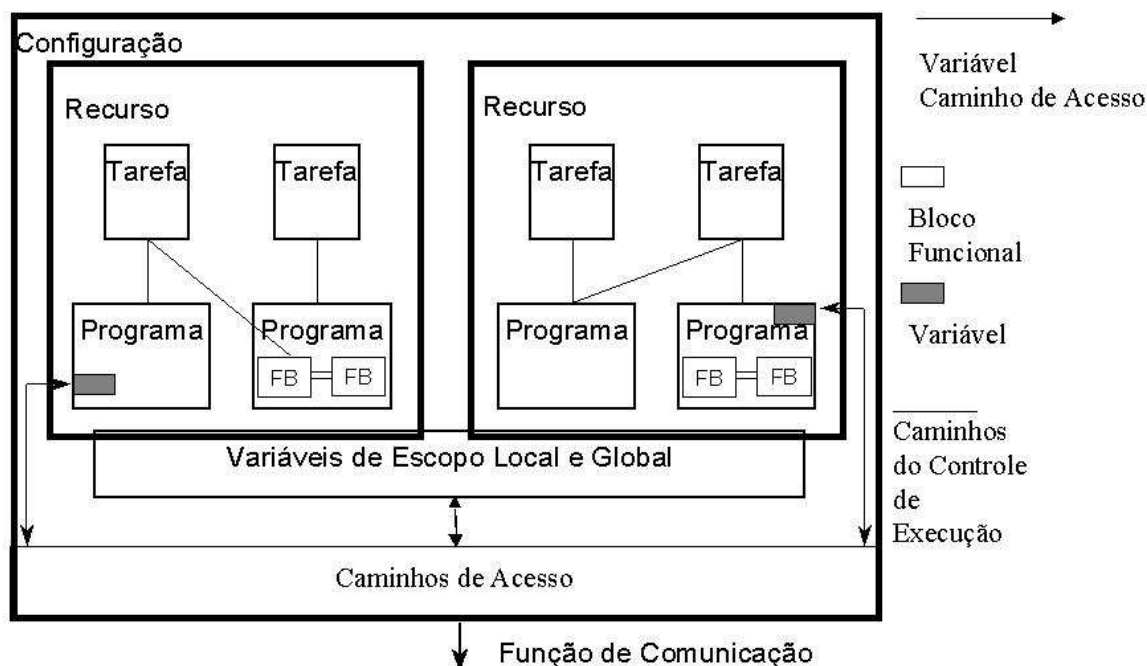 Configuração
Recurso
Tarefa
Tarefa
Programa
Programa
FB
FB
Recurso
Tarefa
Tarefa
Programa
Programa
FB
FB
Variáveis de Escopo Local e Global
Caminhos de Acesso
Função de Comunicação
Variável
Caminho de Acesso
Bloco
Funcional
Variável
Caminhos
do Controle
de
Execução